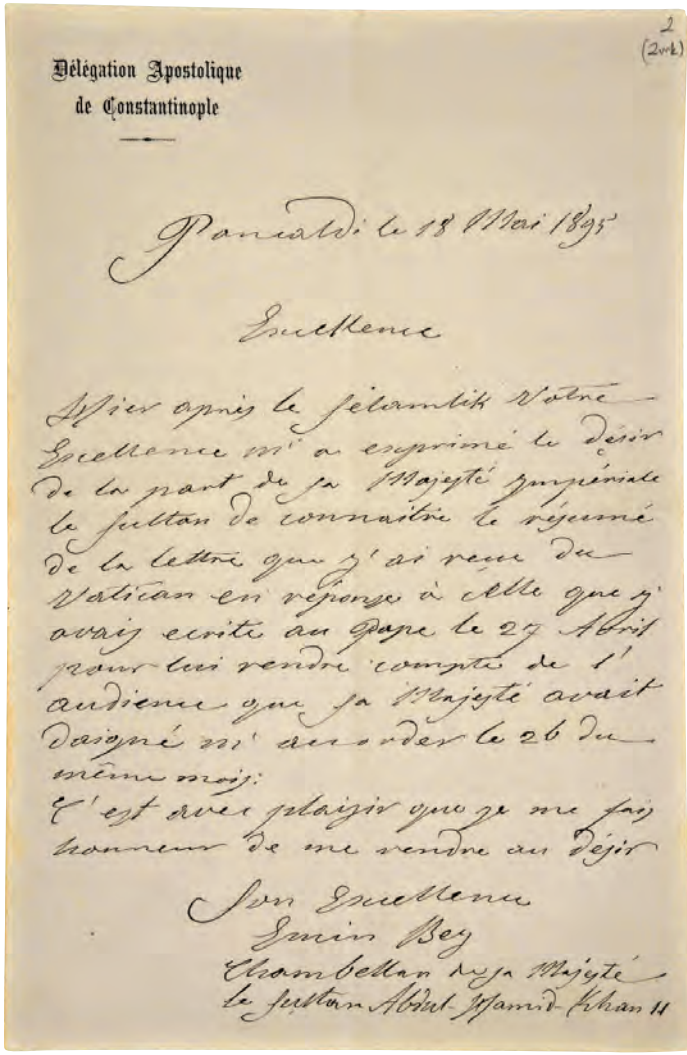 2
(2vrk)
Délégation Apostolique
de Constantinople
Pancaldi le 18 Mai 1895
Excellence
Hier après le Sélamlik Votre
Excellence m'a exprimé le désir
de la part de sa Majesté Impériale
le Sultan de connaitre le résumé
de la lettre que j'ai reçue du
Vatican en réponse à celle que j'
avais ecrite au Pape le 27 Avril
pour lui rendre compte de l'
audience que sa Majesté avait
daigné m'accorder le 26 du
même mois.
C'est avec plaisir que je me fais
honneur de me rendre au désir
Son Excellence
Emin Bey
Chambellan de sa Majesté
le Sultan Abdul-Hamid-Khan II